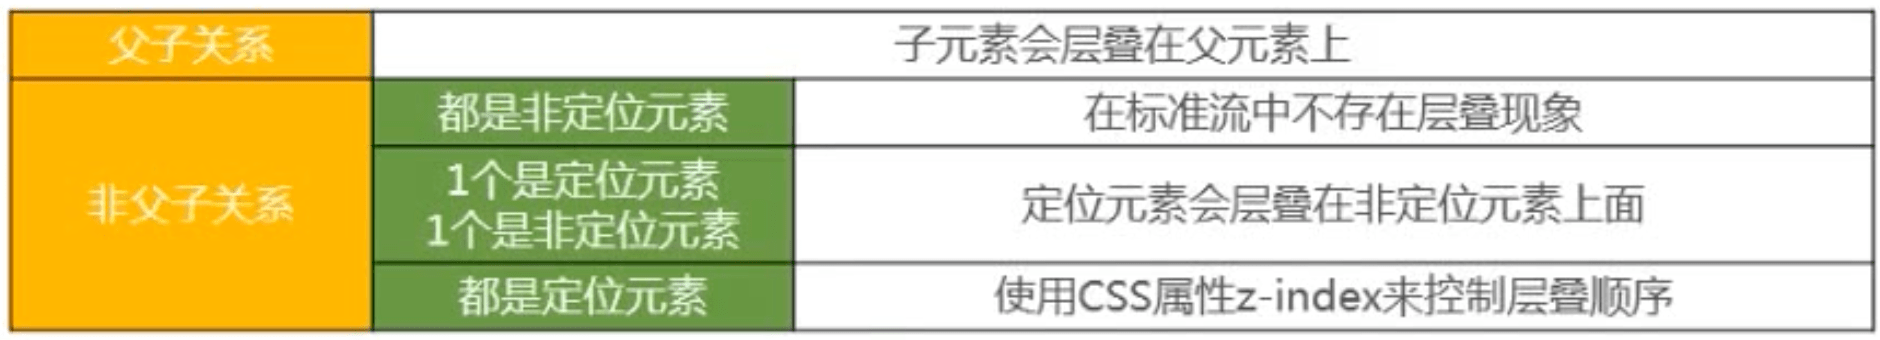 父子关系
子元素会层叠在父元素上
非父子关系
都是非定位元素
在标准流中不存在层叠现象
1个是定位元素
1个是非定位元素
定位元素会层叠在非定位元素上面
都是定位元素
使用CSS属性z-index来控制层叠顺序